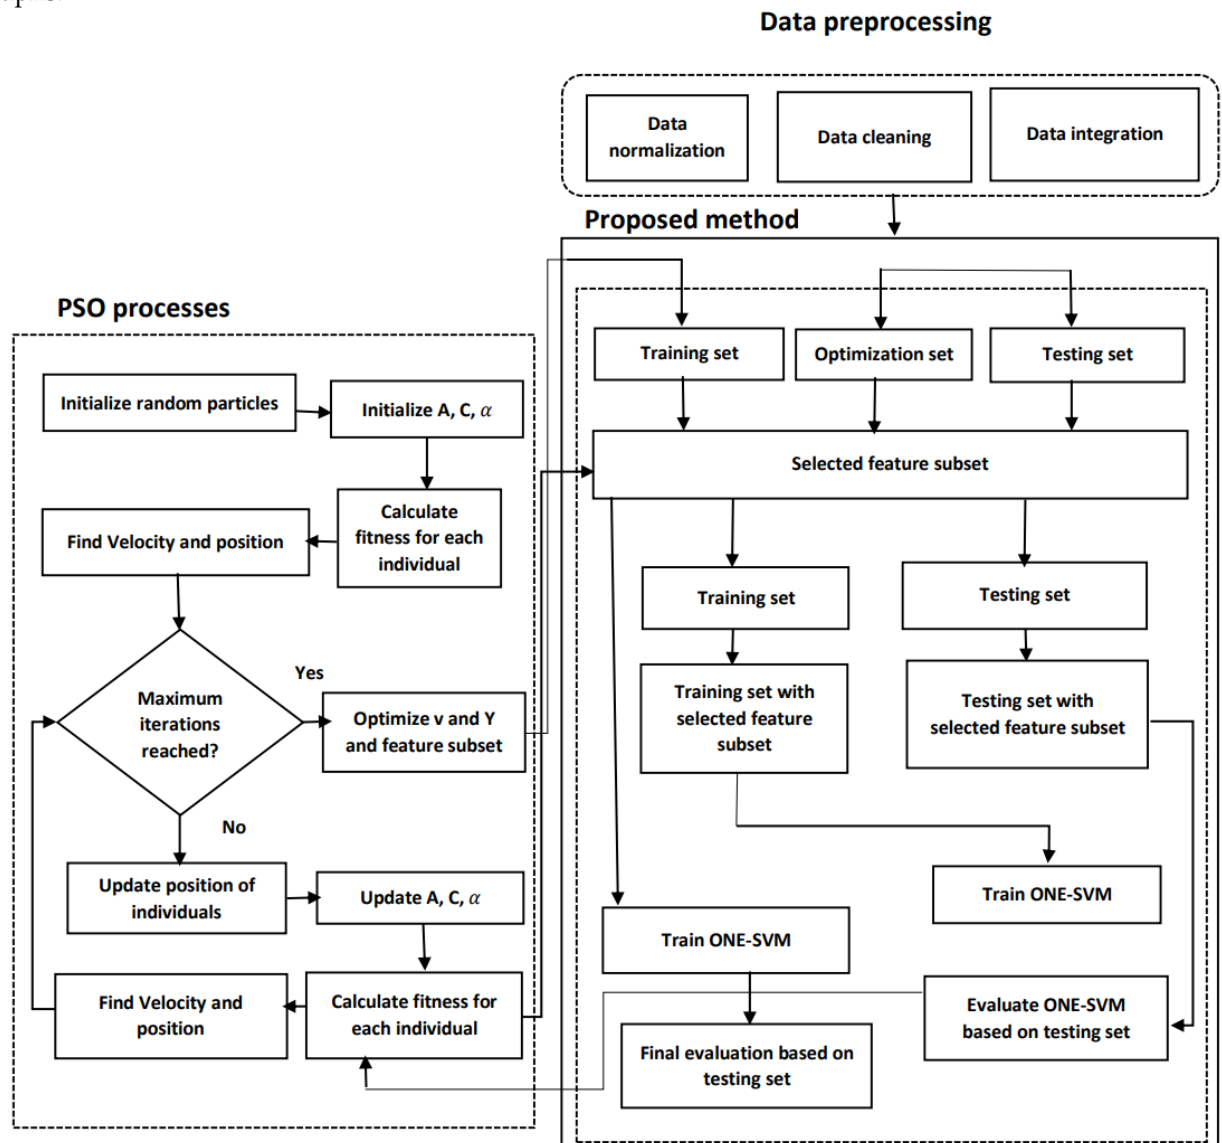 Data preprocessing
Data
normalization
Data cleaning
Data integration
Proposed method
PSO processes
Training set
Optimization set
Testing set
Initialize random particles
Initialize A, C, α
Selected feature subset
Calculate
fitness for each
individual
Find Velocity and position
Training set
Testing set
Maximum
iterations
reached?
Yes
Optimize v and Y
and feature subset
Training set with
selected feature
subset
Testing set with
selected feature subset
No
Update position of
individuals
Update A, C, α
Train ONE-SVM
Train ONE-SVM
Find Velocity and
position
Calculate fitness for
each individual
Evaluate ONE-SVM
based on testing set
Final evaluation based on
testing set